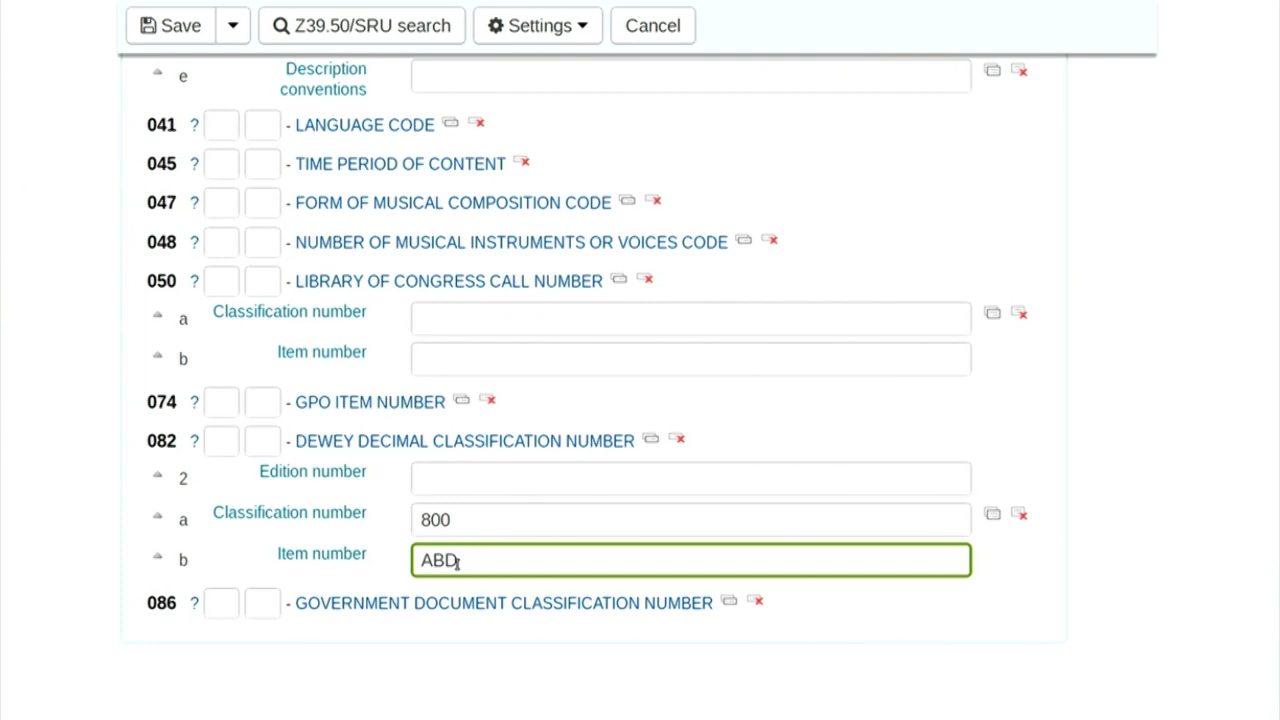 Save Z39.50/SRU search Settings Cancel
e Description conventions
041 ? - LANGUAGE CODE
045 ? - TIME PERIOD OF CONTENT
047 ? - FORM OF MUSICAL COMPOSITION CODE
048 ? - NUMBER OF MUSICAL INSTRUMENTS OR VOICES CODE
050 ? - LIBRARY OF CONGRESS CALL NUMBER
a Classification number
b Item number
074 ? - GPO ITEM NUMBER
082 ? - DEWEY DECIMAL CLASSIFICATION NUMBER
2 Edition number
a Classification number 800
b Item number ABD
086 ? - GOVERNMENT DOCUMENT CLASSIFICATION NUMBER